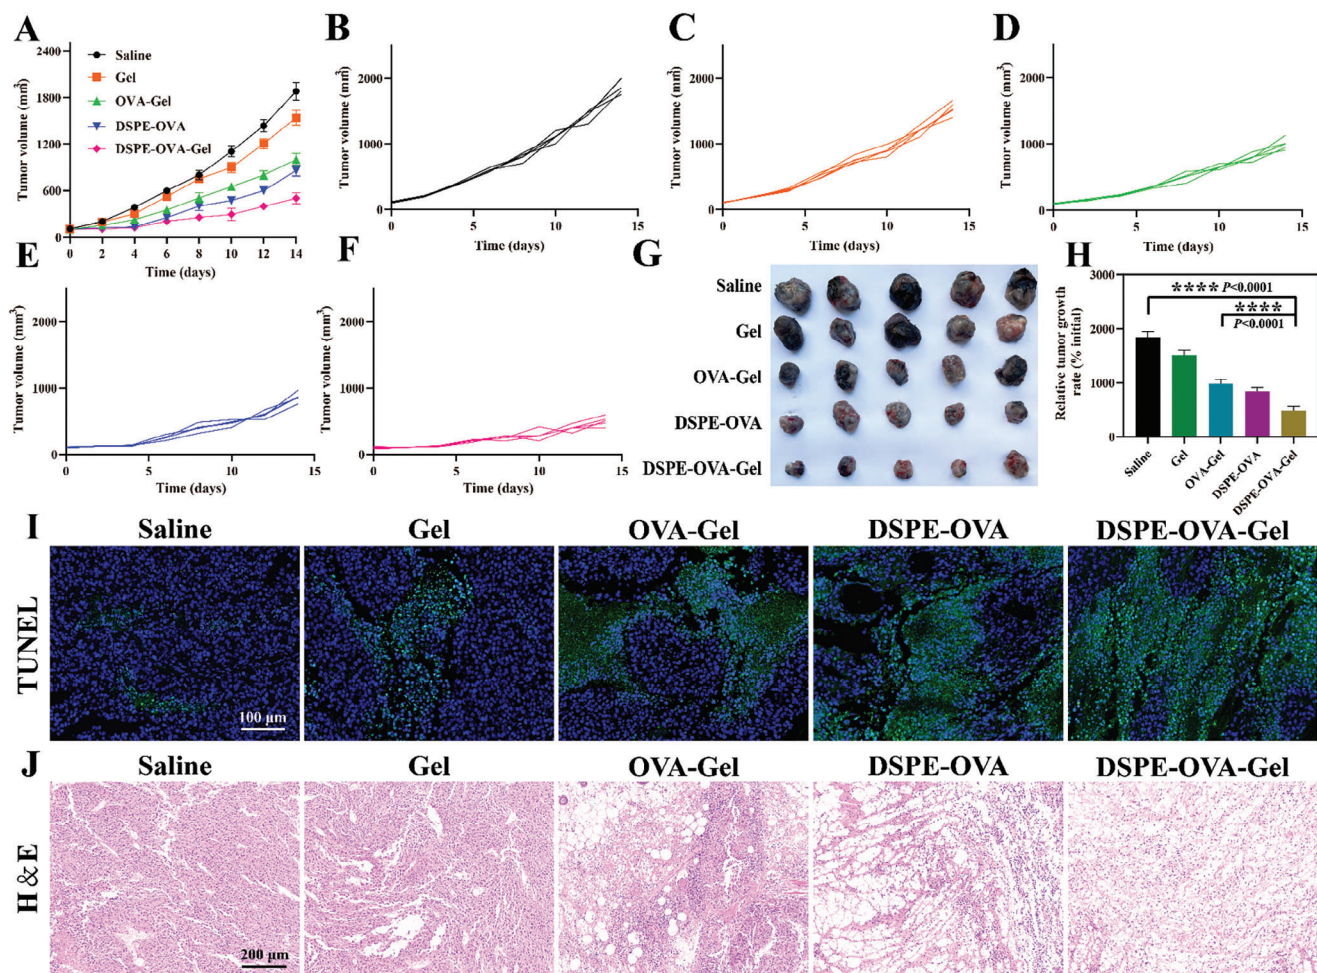 A
Tumor volume (mm³)
2400
1800
1200
600
0
0 2 4 6 8 10 12 14
Time (days)
Saline
Gel
OVA-Gel
DSPE-OVA
DSPE-OVA-Gel
B
Tumor volume (mm³)
2000
1000
0
0 5 10 15
Time (days)
C
Tumor volume (mm³)
2000
1000
0
0 5 10 15
Time (days)
D
Tumor volume (mm³)
2000
1000
0
0 5 10 15
Time (days)
E
Tumor volume (mm³)
2000
1000
0
0 5 10 15
Time (days)
F
Tumor volume (mm³)
2000
1000
0
0 5 10 15
Time (days)
G
Saline
Gel
OVA-Gel
DSPE-OVA
DSPE-OVA-Gel
H
Relative tumor growth
rate (% initial)
3000
2000
1000
0
**** P<0.0001
****
P<0.0001
Saline
Gel
OVA-Gel
DSPE-OVA
DSPE-OVA-Gel
I
Saline Gel OVA-Gel DSPE-OVA DSPE-OVA-Gel
TUNEL
100 μm
J
Saline Gel OVA-Gel DSPE-OVA DSPE-OVA-Gel
H&E
200 μm